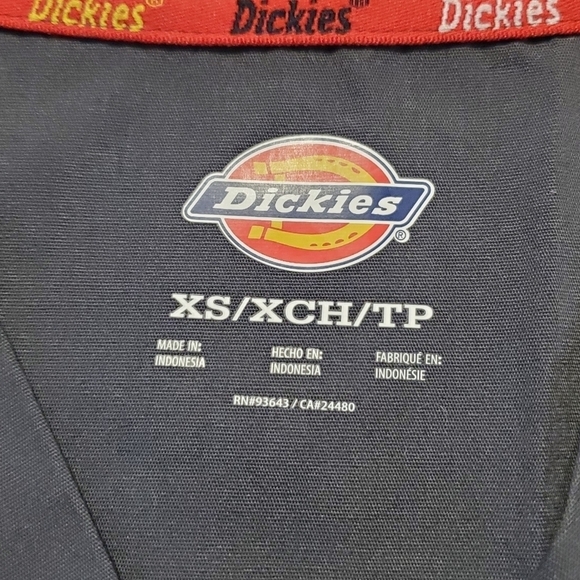 Dickies® Dickies Dickies
Dickies®
XS/XCH/TP
MADE IN: HECHO EN: FABRIQUÉ EN:
INDONESIA INDONESIA INDONÉSIE
RN#93643 / CA#24480